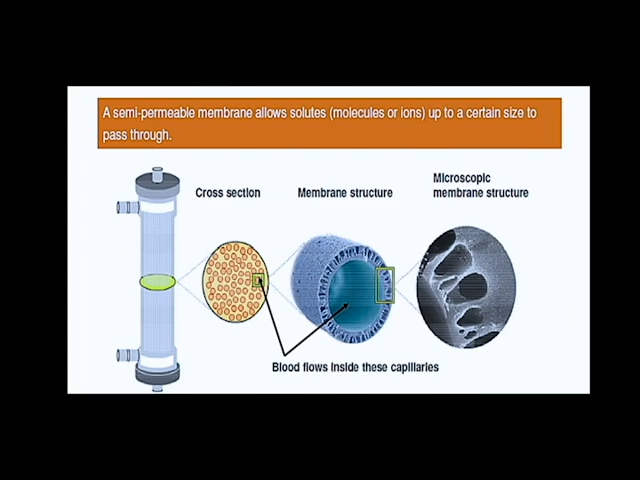 A semi-permeable membrane allows solutes (molecules or ions) up to a certain size to
pass through.
Cross section
Membrane structure
Microscopic
membrane structure
Blood flows inside these capillaries